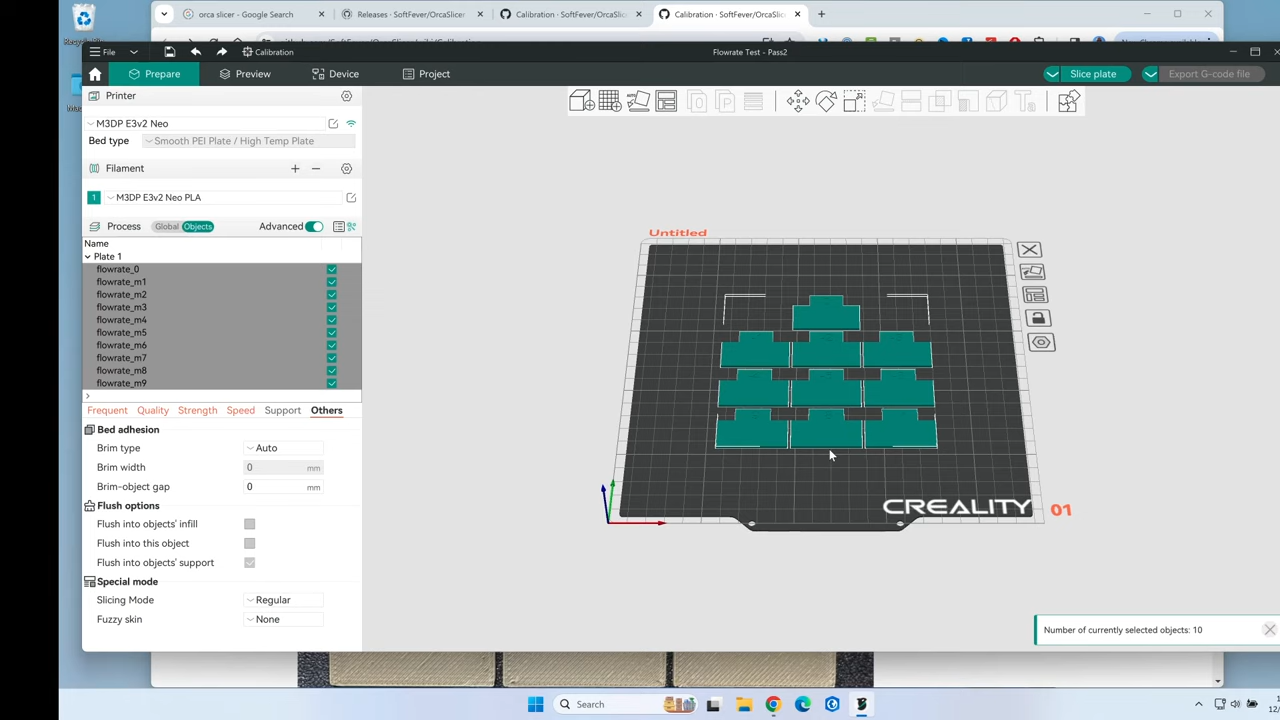 orca slicer - Google Search
Releases · SoftFever/OrcaSlicer
Calibration · SoftFever/OrcaSlic
Calibration · SoftFever/OrcaSlic
File
Calibration
Flowrate Test - Pass2
Prepare
Preview
Device
Project
Slice plate
Export G-code file
Printer
M3DP E3v2 Neo
Bed type
Smooth PEI Plate / High Temp Plate
Filament
1
M3DP E3v2 Neo PLA
Process
Global
Objects
Advanced
Name
Plate 1
flowrate_0
flowrate_m1
flowrate_m2
flowrate_m3
flowrate_m4
flowrate_m5
flowrate_m6
flowrate_m7
flowrate_m8
flowrate_m9
Frequent
Quality
Strength
Speed
Support
Others
Bed adhesion
Brim type
Auto
Brim width
0 mm
Brim-object gap
0 mm
Flush options
Flush into objects' infill
Flush into this object
Flush into objects' support
Special mode
Slicing Mode
Regular
Fuzzy skin
None
Untitled
CREALITY
01
Number of currently selected objects: 10
Search
12/